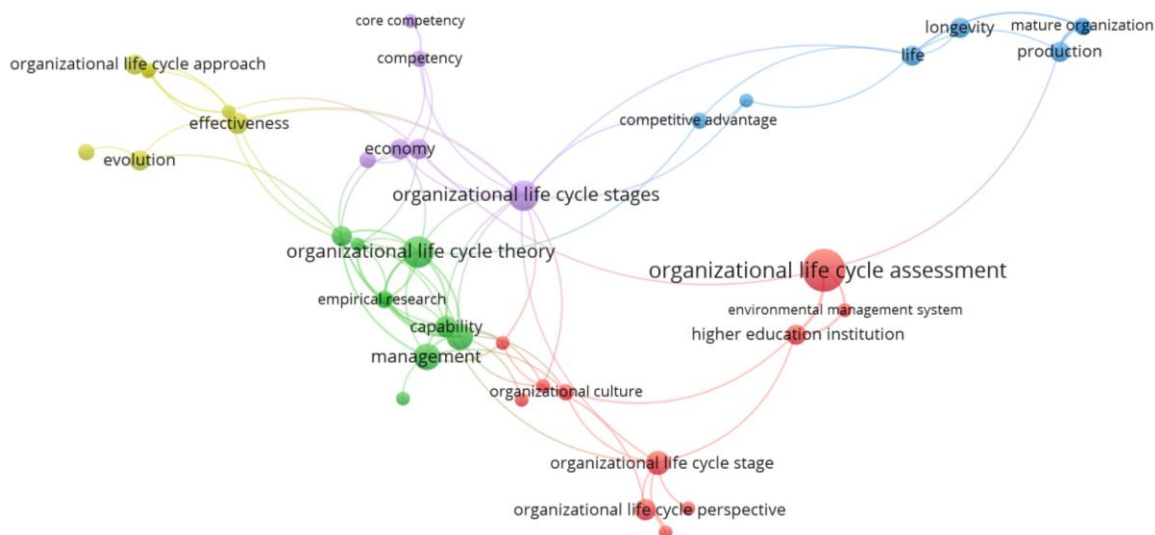 core competency
longevity
mature organization
competency
life
production
organizational life cycle approach
competitive advantage
effectiveness
economy
evolution
organizational life cycle stages
organizational life cycle theory
organizational life cycle assessment
empirical research
environmental management system
capability
higher education institution
management
organizational culture
organizational life cycle stage
organizational life cycle perspective